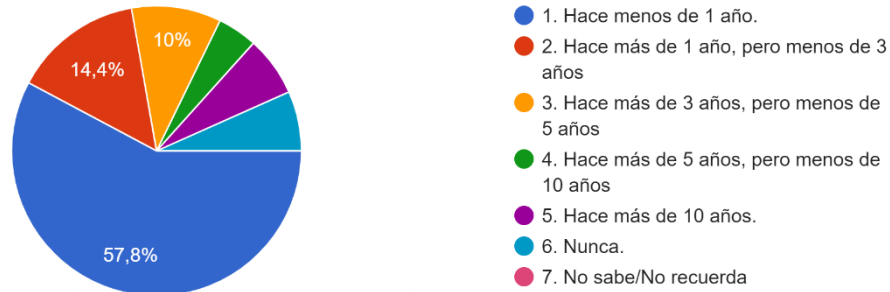 10%
14,4%
57,8%
1. Hace menos de 1 año.
2. Hace más de 1 año, pero menos de 3
años
3. Hace más de 3 años, pero menos de
5 años
4. Hace más de 5 años, pero menos de
10 años
5. Hace más de 10 años.
6. Nunca.
7. No sabe/No recuerda